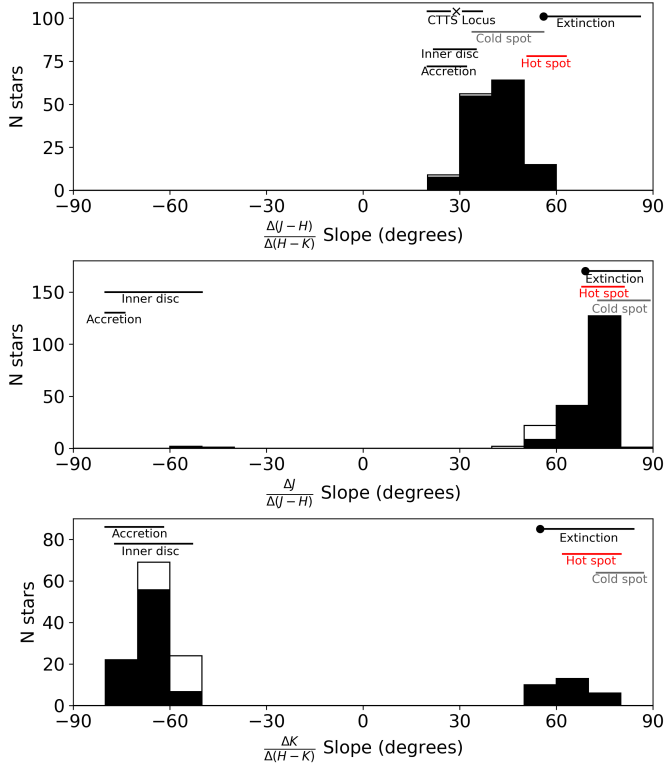 100
75
50
25
0
N stars
CTTS Locus
Extinction
Cold spot
Inner disc
Hot spot
Accretion
−90 −60 −30 0 30 60 90
Δ(J − H)
Δ(H − K) Slope (degrees)
150
100
50
0
N stars
Extinction
Inner disc
Hot spot
Cold spot
Accretion
−90 −60 −30 0 30 60 90
ΔJ
Δ(J − H) Slope (degrees)
80
60
40
20
0
N stars
Accretion
Extinction
Inner disc
Hot spot
Cold spot
−90 −60 −30 0 30 60 90
ΔK
Δ(H − K) Slope (degrees)